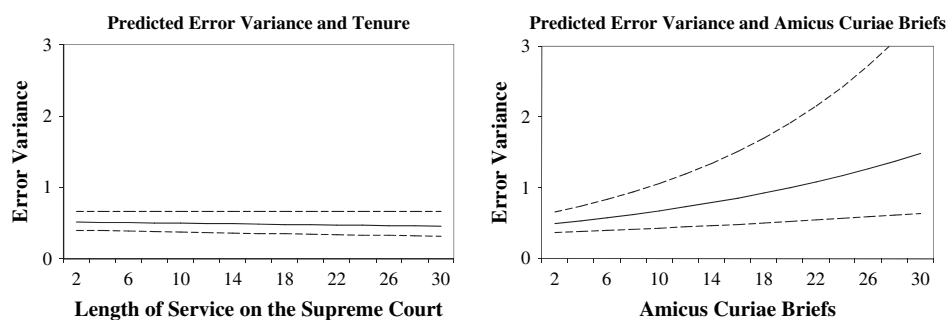 Predicted Error Variance and Tenure
3
2
1
0
Error Variance
2 6 10 14 18 22 26 30
Length of Service on the Supreme Court
Predicted Error Variance and Amicus Curiae Briefs
3
2
1
0
Error Variance
2 6 10 14 18 22 26 30
Amicus Curiae Briefs